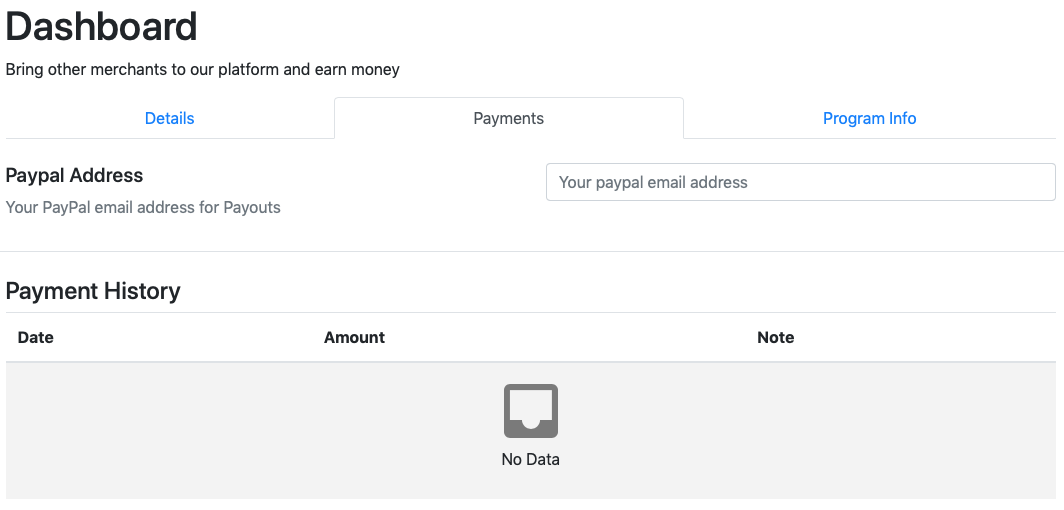 Dashboard
Bring other merchants to our platform and earn money
Details Payments Program Info
Paypal Address
Your paypal email address
Your PayPal email address for Payouts
Payment History
Date Amount Note
No Data